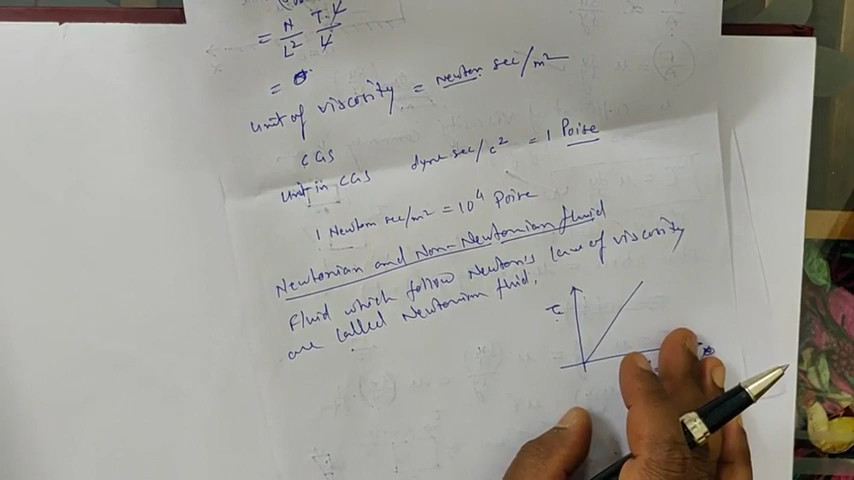 = N/L² T.L/L
=
Unit of viscosity = Newton sec/m²
CGS
Unit in CGS dyne sec/c² = 1 Poise
1 Newton sec/m² = 10⁴ Poise
Newtonian and Non-Newtonian fluid
Fluid which follow Newton's law of viscosity
are called Newtonian fluid.
τ